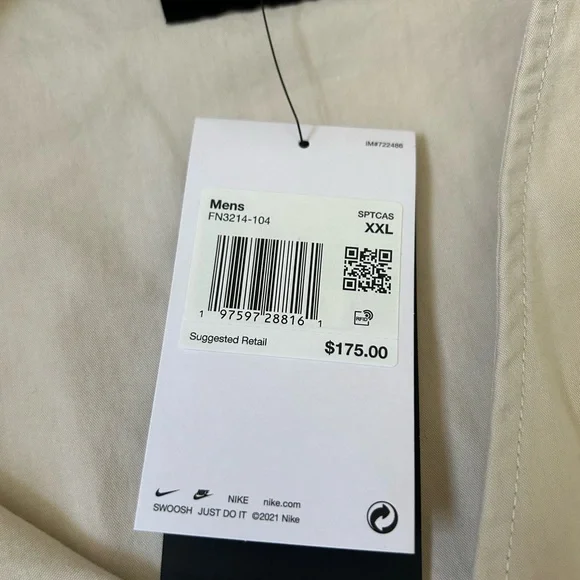 IM#722486
Mens
FN3214-104
SPTCAS
XXL
1 97597 28816 1
RFID
Suggested Retail
$175.00
NIKE nike.com
SWOOSH JUST DO IT ©2021 Nike